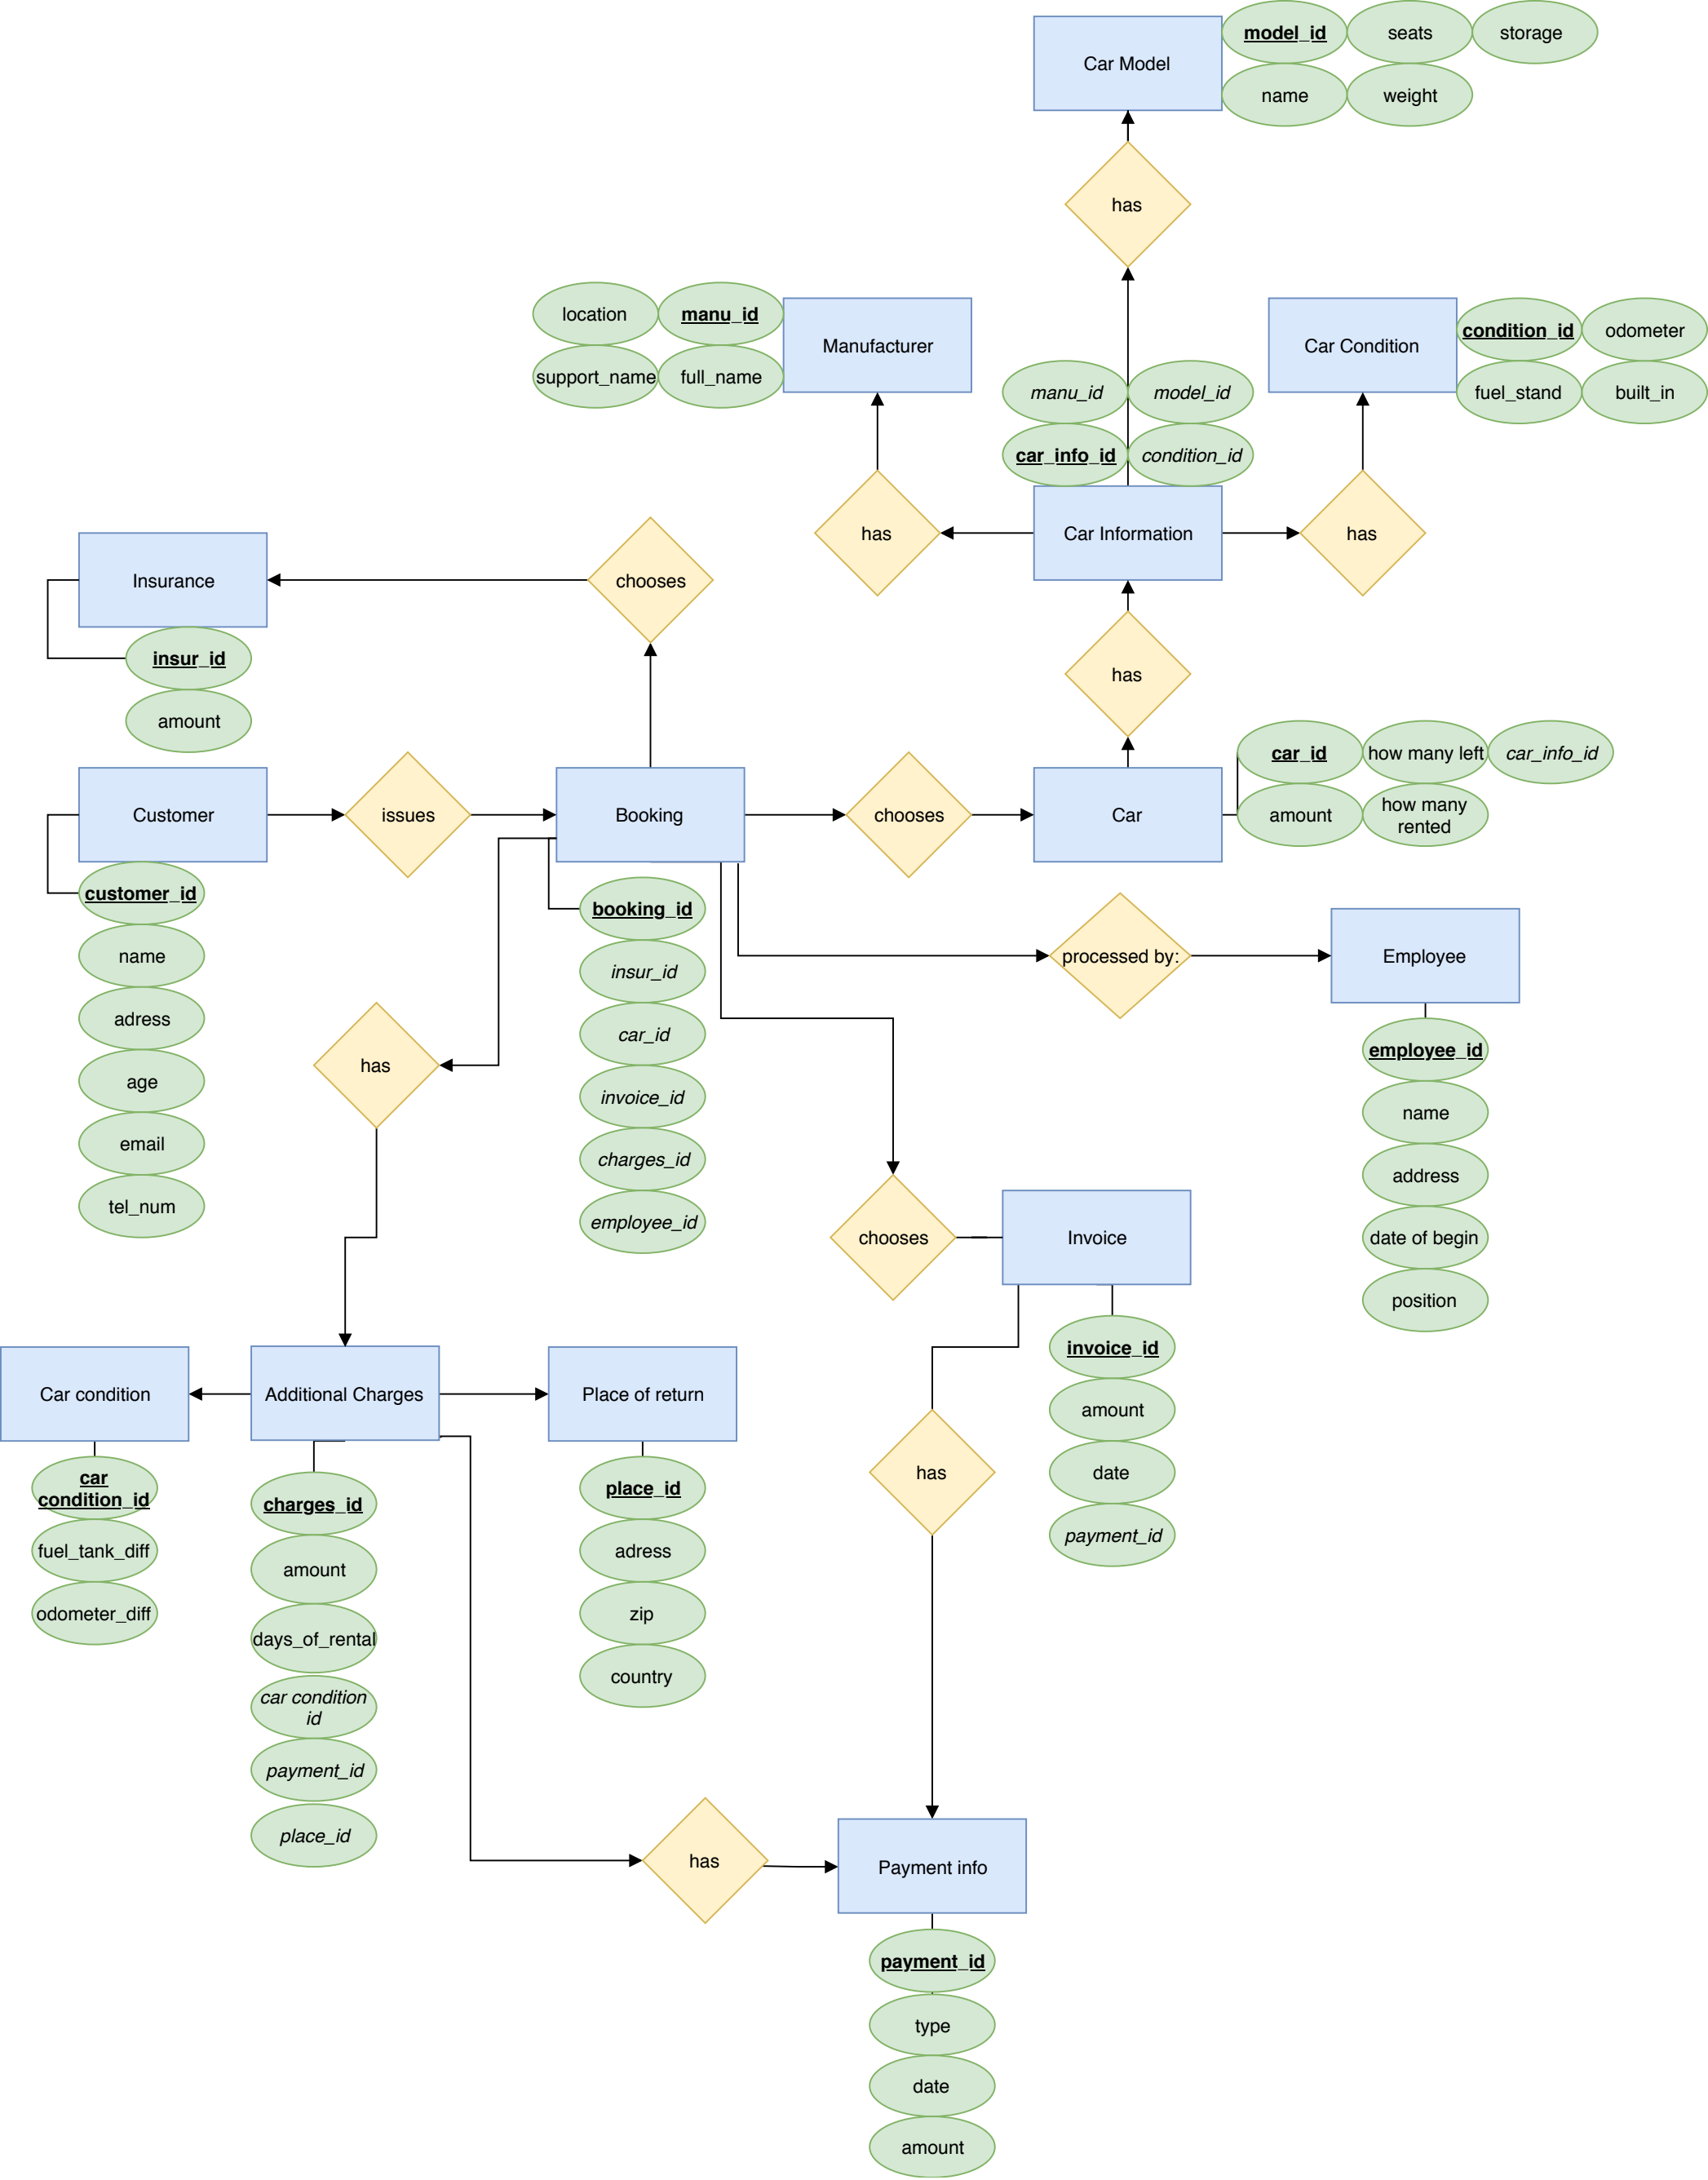 model_id
seats
storage
Car Model
name
weight
has
location
manu_id
Manufacturer
support_name
full_name
Car Condition
condition_id
odometer
fuel_stand
built_in
manu_id
model_id
car_info_id
condition_id
has
Car Information
has
Insurance
chooses
insur_id
amount
has
car_id
how many left
car_info_id
Customer
issues
Booking
chooses
Car
amount
how many
rented
customer_id
name
adress
age
email
tel_num
booking_id
insur_id
car_id
invoice_id
charges_id
employee_id
processed by:
Employee
employee_id
name
address
date of begin
position
has
chooses
Invoice
invoice_id
amount
date
payment_id
Car condition
Additional Charges
Place of return
car
condition_id
fuel_tank_diff
odometer_diff
charges_id
amount
days_of_rental
car condition
id
payment_id
place_id
place_id
adress
zip
country
has
has
Payment info
payment_id
type
date
amount